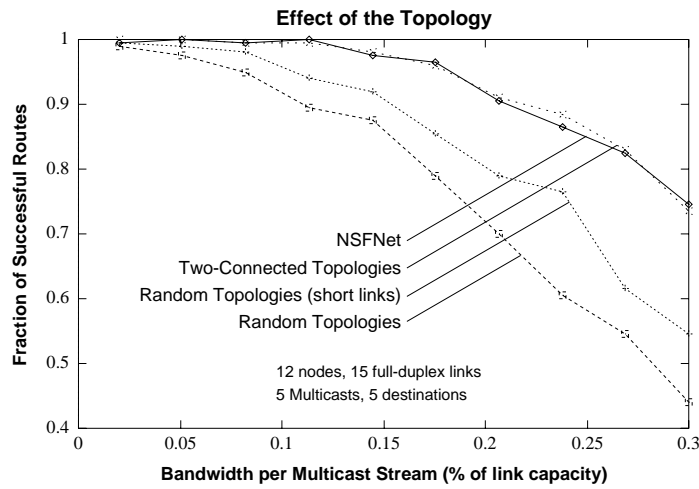 Effect of the Topology
1
0.9
0.8
0.7
0.6
0.5
0.4
Fraction of Successful Routes
NSFNet
Two-Connected Topologies
Random Topologies (short links)
Random Topologies
12 nodes, 15 full-duplex links
5 Multicasts, 5 destinations
0 0.05 0.1 0.15 0.2 0.25 0.3
Bandwidth per Multicast Stream (% of link capacity)